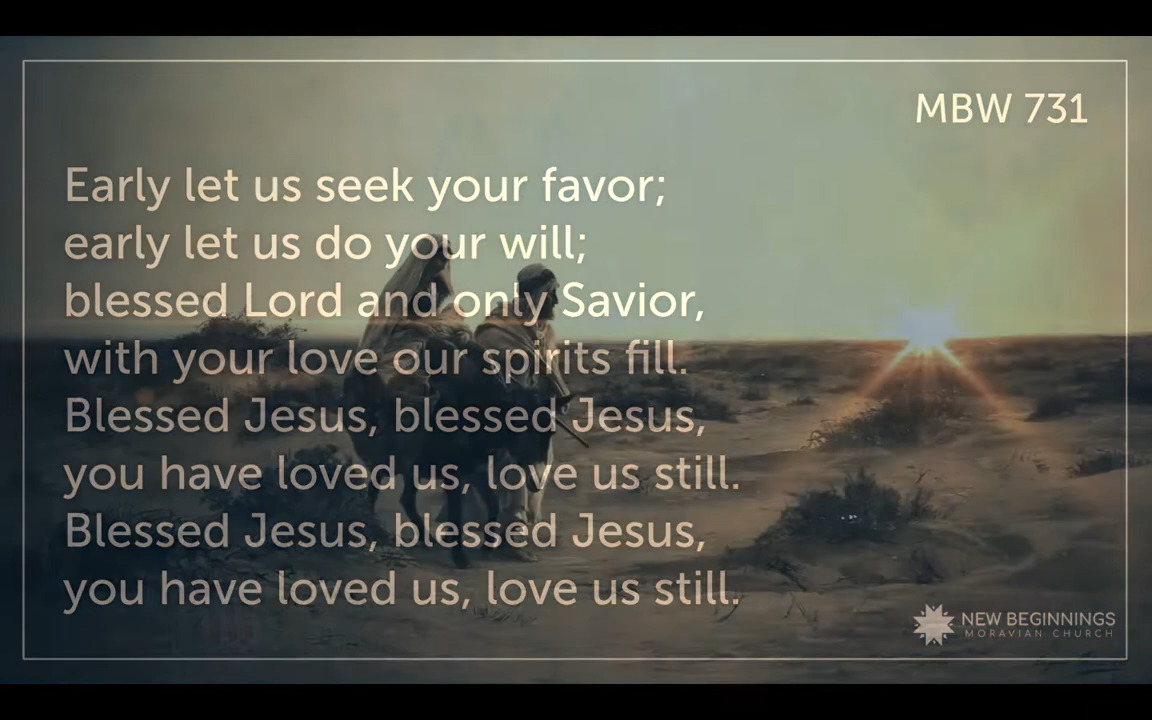 MBW 731
Early let us seek your favor;
early let us do your will;
blessed Lord and only Savior,
with your love our spirits fill.
Blessed Jesus, blessed Jesus,
you have loved us, love us still.
Blessed Jesus, blessed Jesus,
you have loved us, love us still.
NEW BEGINNINGS
MORAVIAN CHURCH